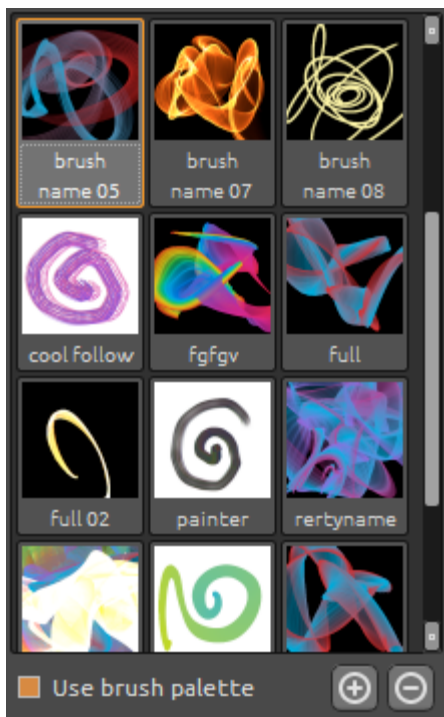 brush
name 05
brush
name 07
brush
name 08
cool follow
fgfgv
full
full 02
painter
rertyname
Use brush palette